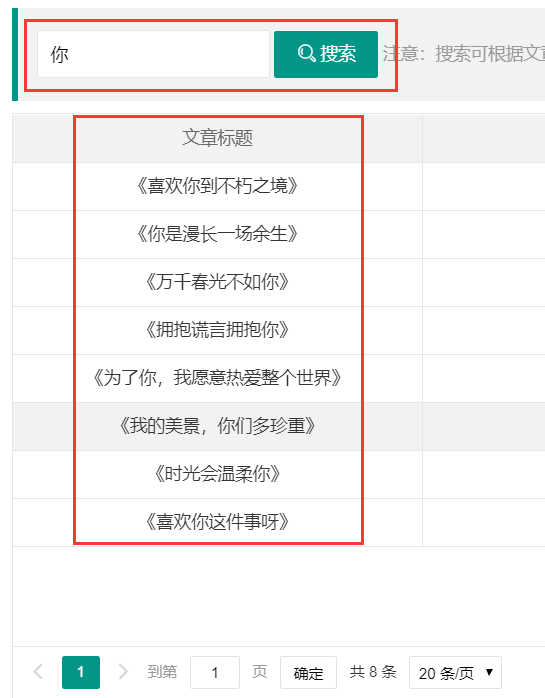 你 搜索 注意：搜索可根据文
文章标题
《喜欢你到不朽之境》
《你是漫长一场余生》
《万千春光不如你》
《拥抱谎言拥抱你》
《为了你，我愿意热爱整个世界》
《我的美景，你们多珍重》
《时光会温柔你》
《喜欢你这件事呀》
1 到第 1 页 确定 共 8 条 20 条/页